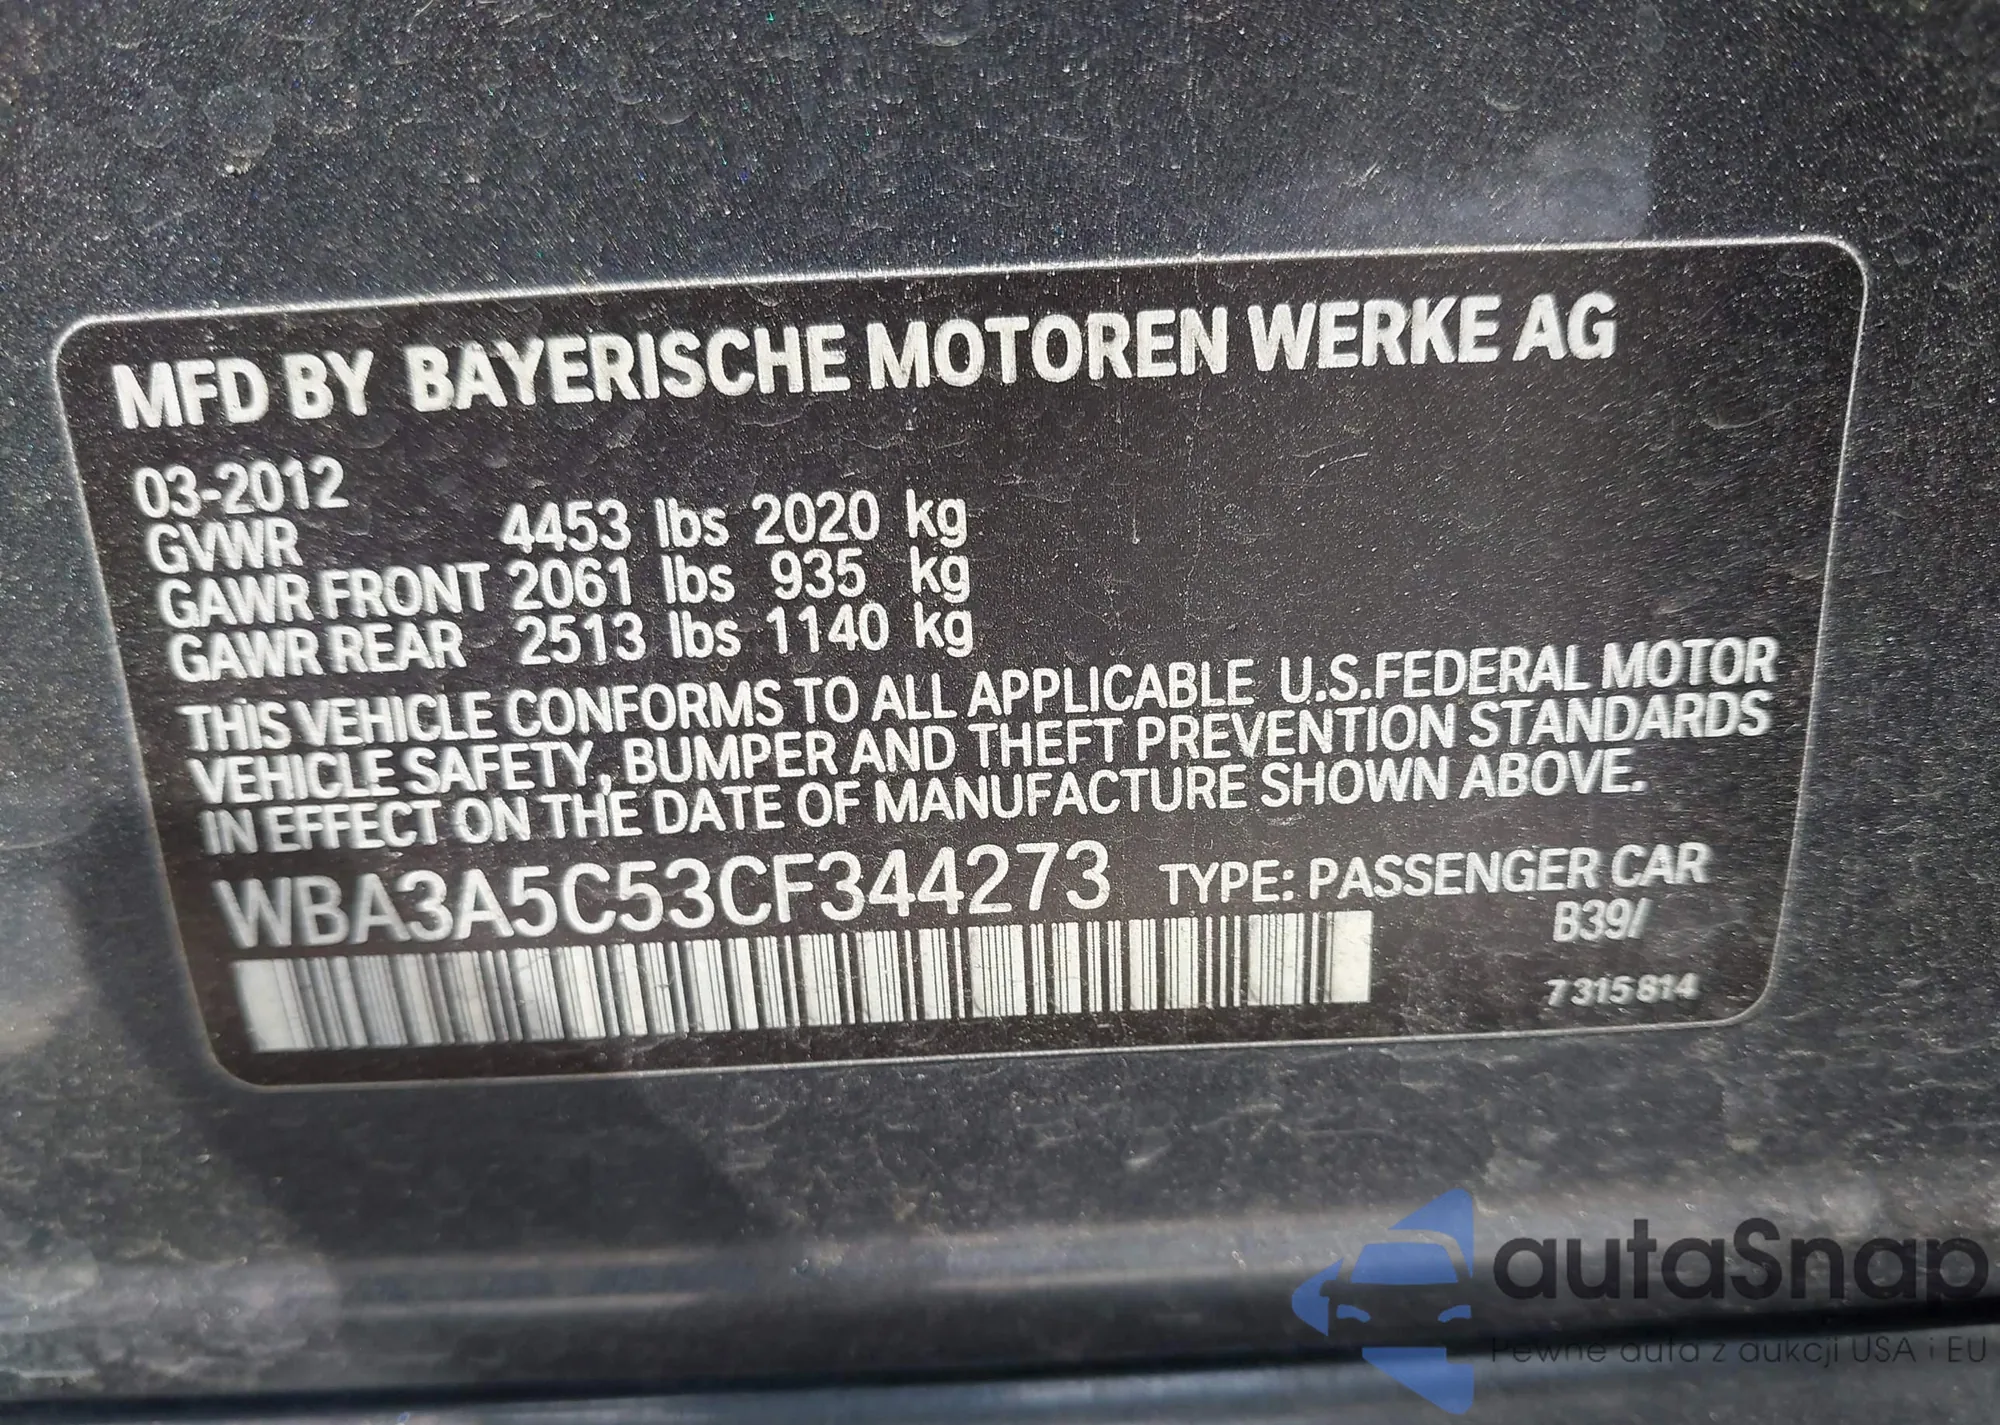 MFD BY BAYERISCHE MOTOREN WERKE AG
03-2012
GVWR 4453 lbs 2020 kg
GAWR FRONT 2061 lbs 935 kg
GAWR REAR 2513 lbs 1140 kg
THIS VEHICLE CONFORMS TO ALL APPLICABLE U.S.FEDERAL MOTOR
VEHICLE SAFETY, BUMPER AND THEFT PREVENTION STANDARDS
IN EFFECT ON THE DATE OF MANUFACTURE SHOWN ABOVE.
WBA3A5C53CF344273 TYPE: PASSENGER CAR
B39/
7 315 814
autaSnap
Pewne auta z aukcji USA i EU